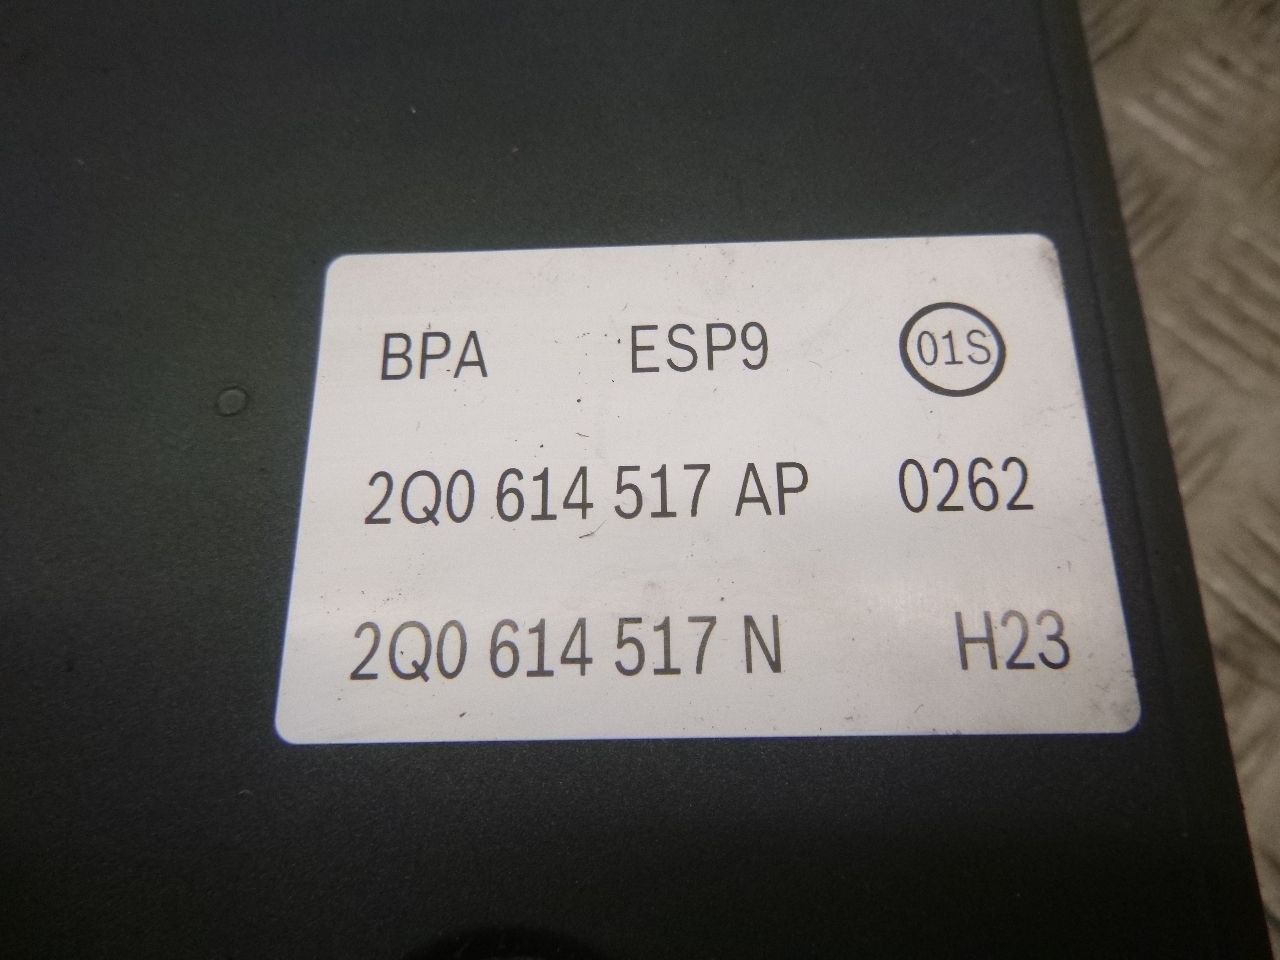 BPA ESP9 01S
2Q0 614 517 AP 0262
2Q0 614 517 N H23